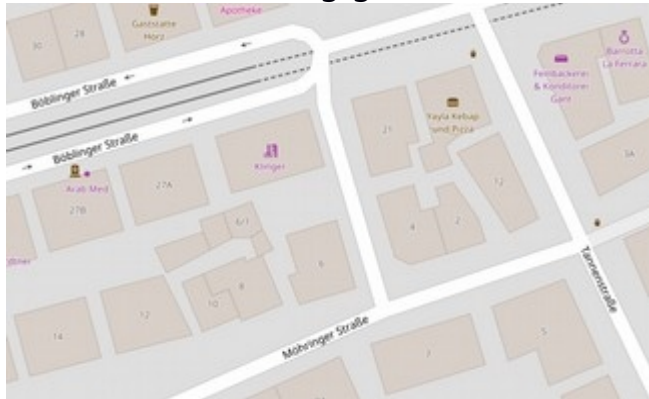 Apotheke
Gaststätte
Horz
30
28
Böblinger Straße
Böblinger Straße
Barrista
La Ferrara
Feinbäckerei
& Konditorei
Ganz
21
Yayla Kebap
und Pizza
Klinger
3A
Arab Med
27A
27B
12
6/1
4
2
6
8
10
12
14
Tannenstraße
Möhringer Straße
5
7